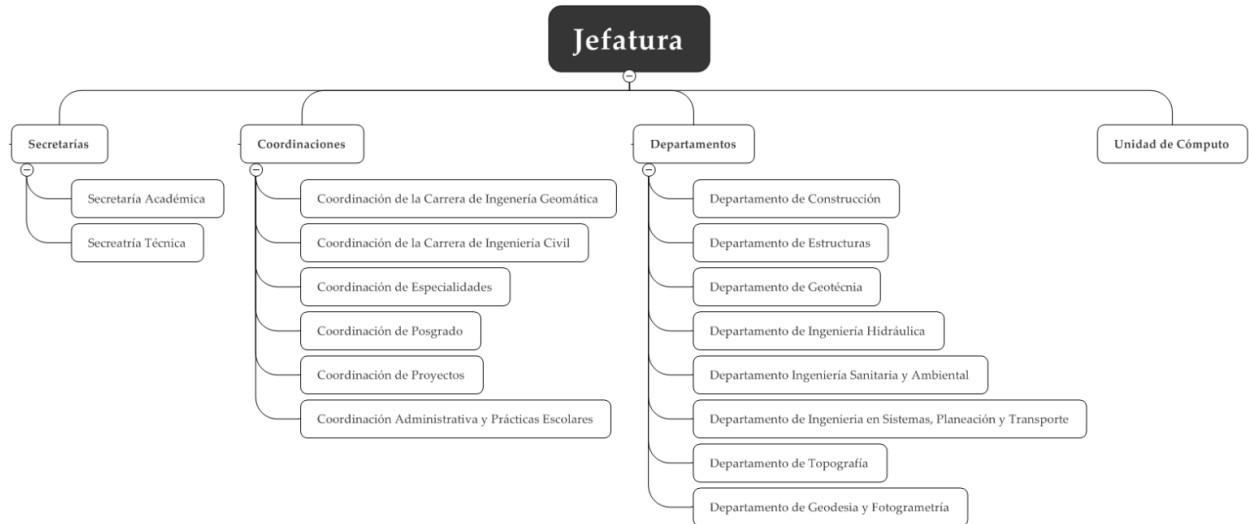 Jefatura
Secretarías
Secretaría Académica
Secreatría Técnica
Coordinaciones
Coordinación de la Carrera de Ingenería Geomática
Coordinación de la Carrera de Ingeniería Civil
Coordinación de Especialidades
Coordinación de Posgrado
Coordinación de Proyectos
Coordinación Administrativa y Prácticas Escolares
Departamentos
Departamento de Construcción
Departamento de Estructuras
Departamento de Geotécnia
Departamento de Ingeniería Hidráulica
Departamento Ingeniería Sanitaria y Ambiental
Departamento de Ingenieria en Sistemas, Planeación y Transporte
Departamento de Topografía
Departamento de Geodesia y Fotogrametría
Unidad de Cómputo